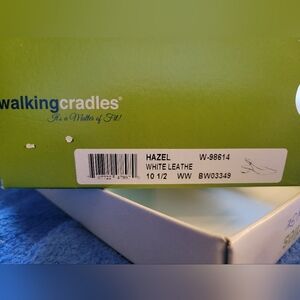 walkingcradles®
It's a Matter of Fit!
HAZEL W-98614
WHITE LEATHE
10 1/2 WW BW03349